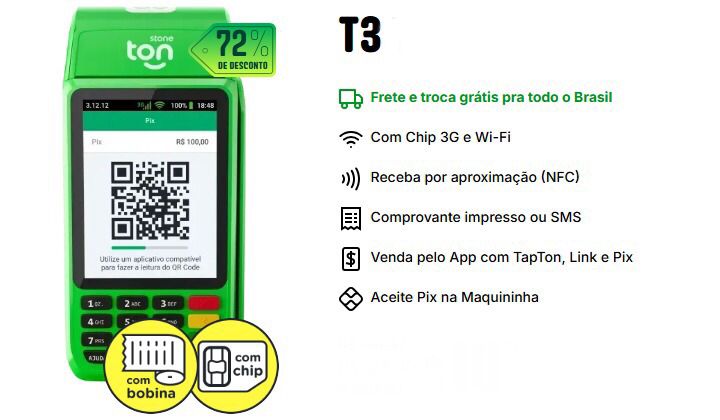 stone
ton
72%
DE DESCONTO
3.12.12 3G 100% 18:48
Pix
Pix R$ 100,00
Utilize um aplicativo compatível
para fazer a leitura do QR Code
1 QZ. 2 ABC 3 DEF
4 GHI 5
7 PRS
AJUD
com
bobina
com
chip
T3
Frete e troca grátis pra todo o Brasil
Com Chip 3G e Wi-Fi
Receba por aproximação (NFC)
Comprovante impresso ou SMS
Venda pelo App com TapTon, Link e Pix
Aceite Pix na Maquininha